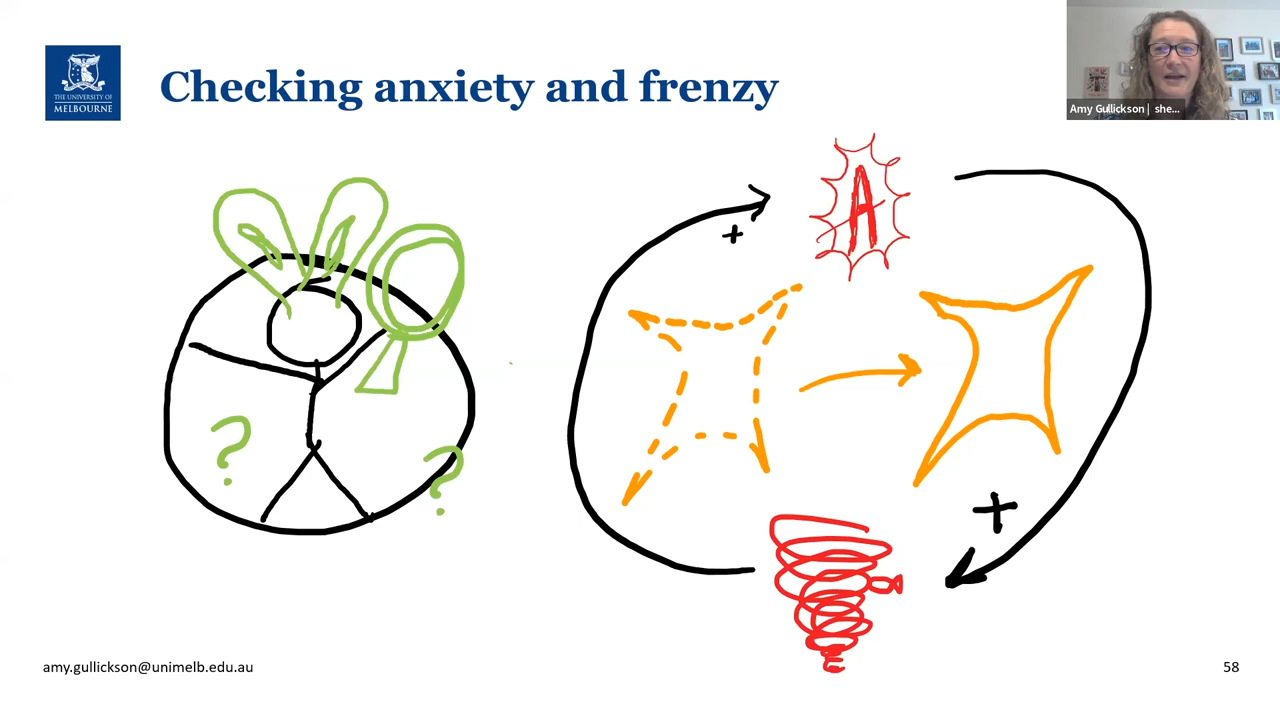 THE UNIVERSITY OF
MELBOURNE
Checking anxiety and frenzy
Amy Gullickson | she...
A
+
?
?
+
amy.gullickson@unimelb.edu.au
58